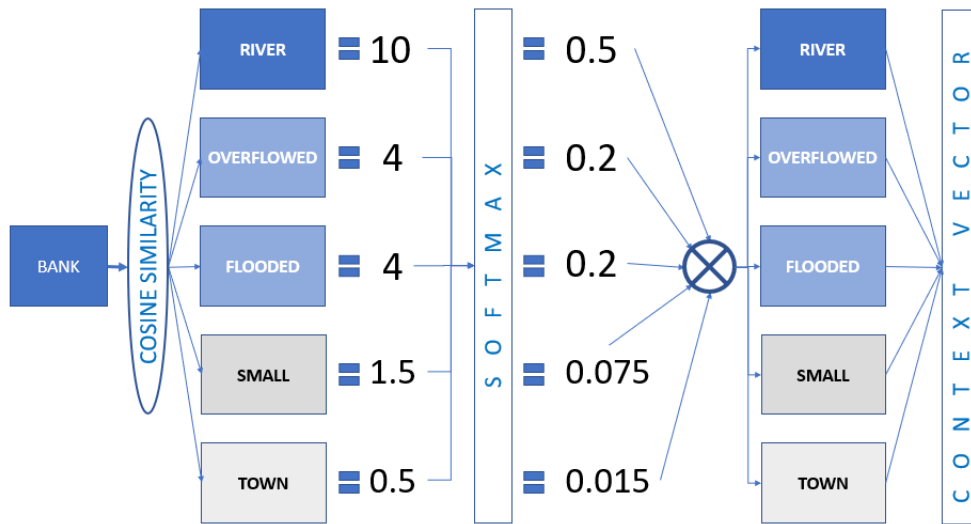 BANK
COSINE SIMILARITY
RIVER = 10
OVERFLOWED = 4
FLOODED = 4
SMALL = 1.5
TOWN = 0.5
SOFTMAX
= 0.5
= 0.2
= 0.2
= 0.075
= 0.015
RIVER
OVERFLOWED
FLOODED
SMALL
TOWN
CONTEXT VECTOR